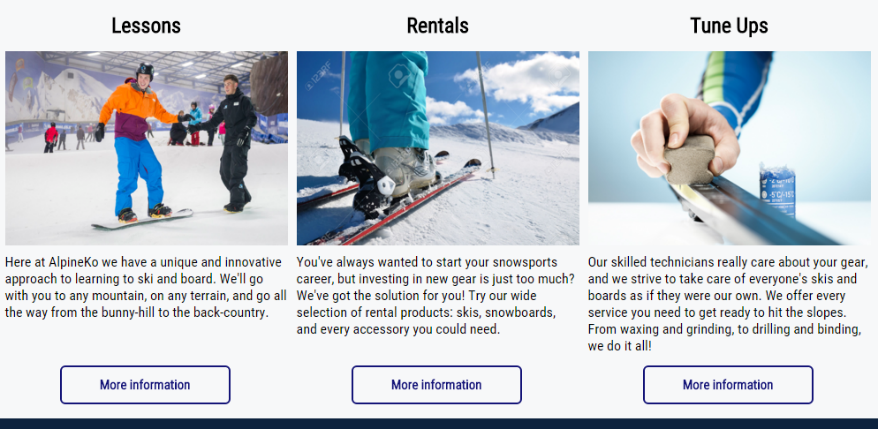 Lessons
Rentals
Tune Ups
Here at AlpineKo we have a unique and innovative
approach to learning to ski and board. We'll go
with you to any mountain, on any terrain, and go all
the way from the bunny-hill to the back-country.
You've always wanted to start your snowsports
career, but investing in new gear is just too much?
We've got the solution for you! Try our wide
selection of rental products: skis, snowboards,
and every accessory you could need.
-5°C/-15°C
Our skilled technicians really care about your gear,
and we strive to take care of everyone's skis and
boards as if they were our own. We offer every
service you need to get ready to hit the slopes.
From waxing and grinding, to drilling and binding,
we do it all!
More information
More information
More information